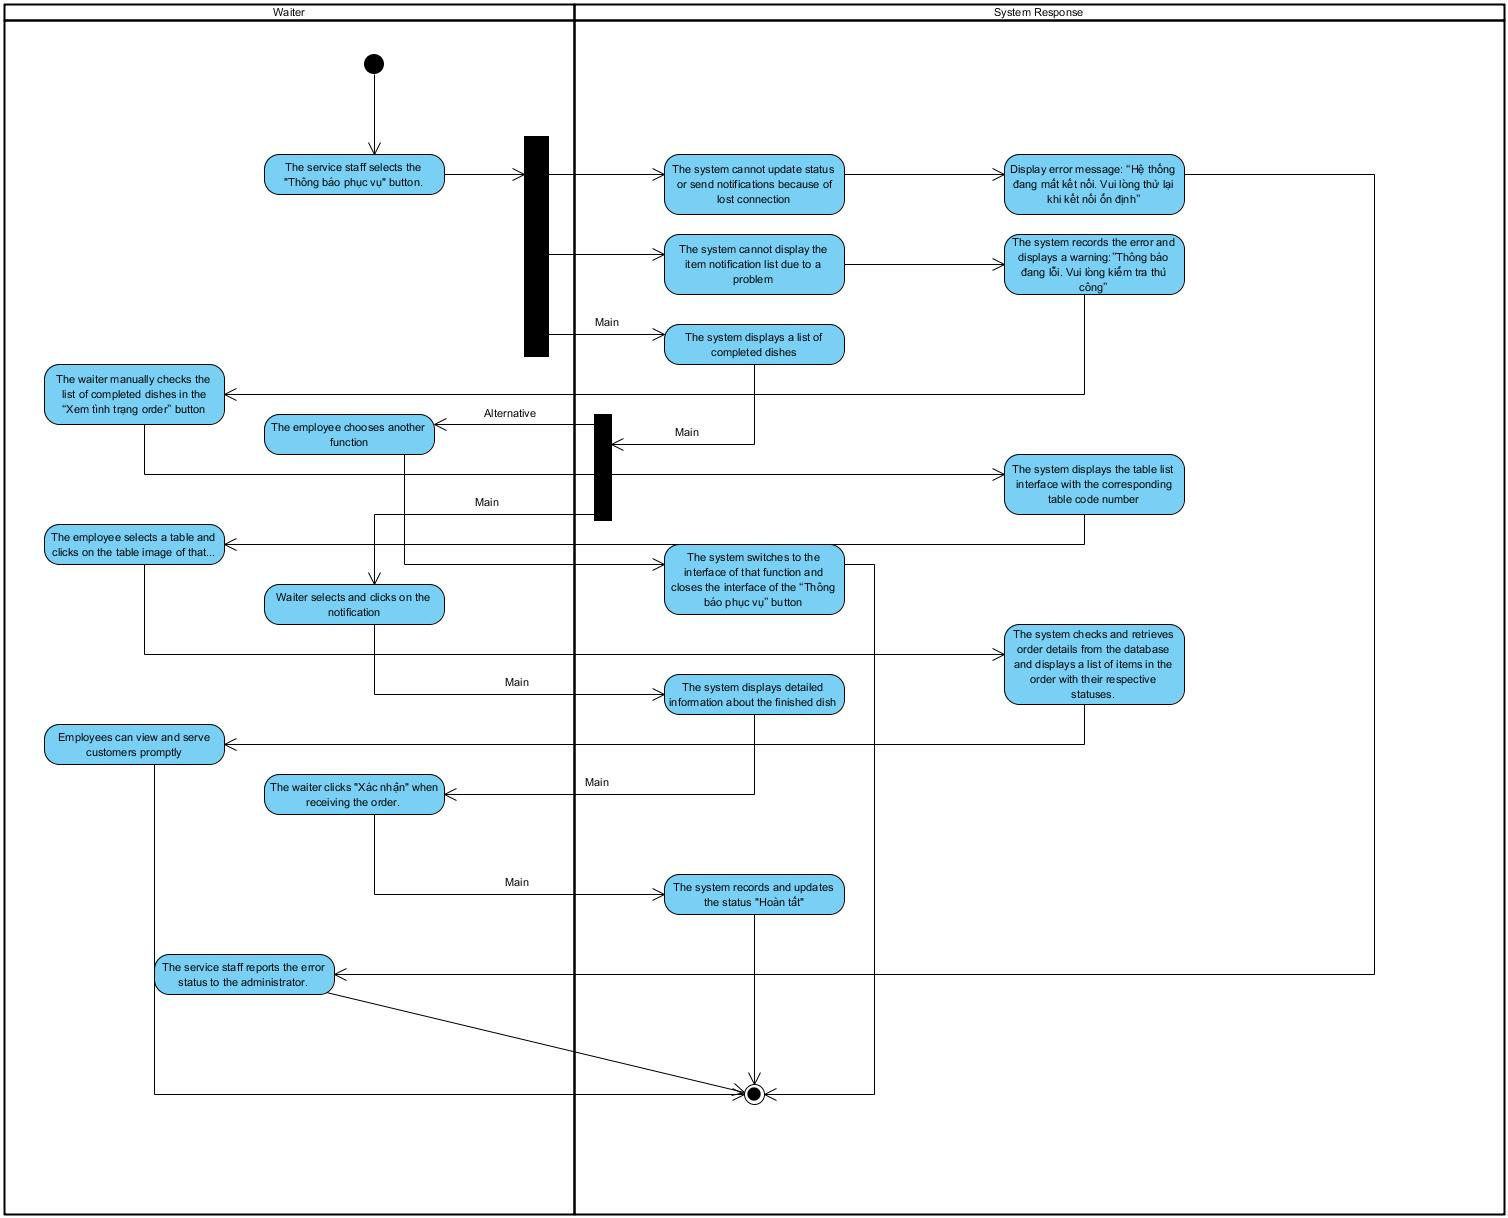 Waiter
System Response
The service staff selects the
"Thông báo phục vụ" button.
The system cannot update status
or send notifications because of
lost connection
Display error message: “Hệ thống
đang mất kết nối. Vui lòng thử lại
khi kết nối ổn định”
The system cannot display the
item notification list due to a
problem
The system records the error and
displays a warning:“Thông báo
đang lỗi. Vui lòng kiểm tra thủ
công”
Main
The system displays a list of
completed dishes
The waiter manually checks the
list of completed dishes in the
“Xem tình trạng order” button
Alternative
The employee chooses another
function
Main
The system displays the table list
interface with the corresponding
table code number
Main
The employee selects a table and
clicks on the table image of that...
The system switches to the
interface of that function and
closes the interface of the “Thông
báo phục vụ” button
Waiter selects and clicks on the
notification
The system checks and retrieves
order details from the database
and displays a list of items in the
order with their respective
statuses.
Main
The system displays detailed
information about the finished dish
Employees can view and serve
customers promptly
Main
The waiter clicks "Xác nhận" when
receiving the order.
Main
The system records and updates
the status "Hoàn tất"
The service staff reports the error
status to the administrator.